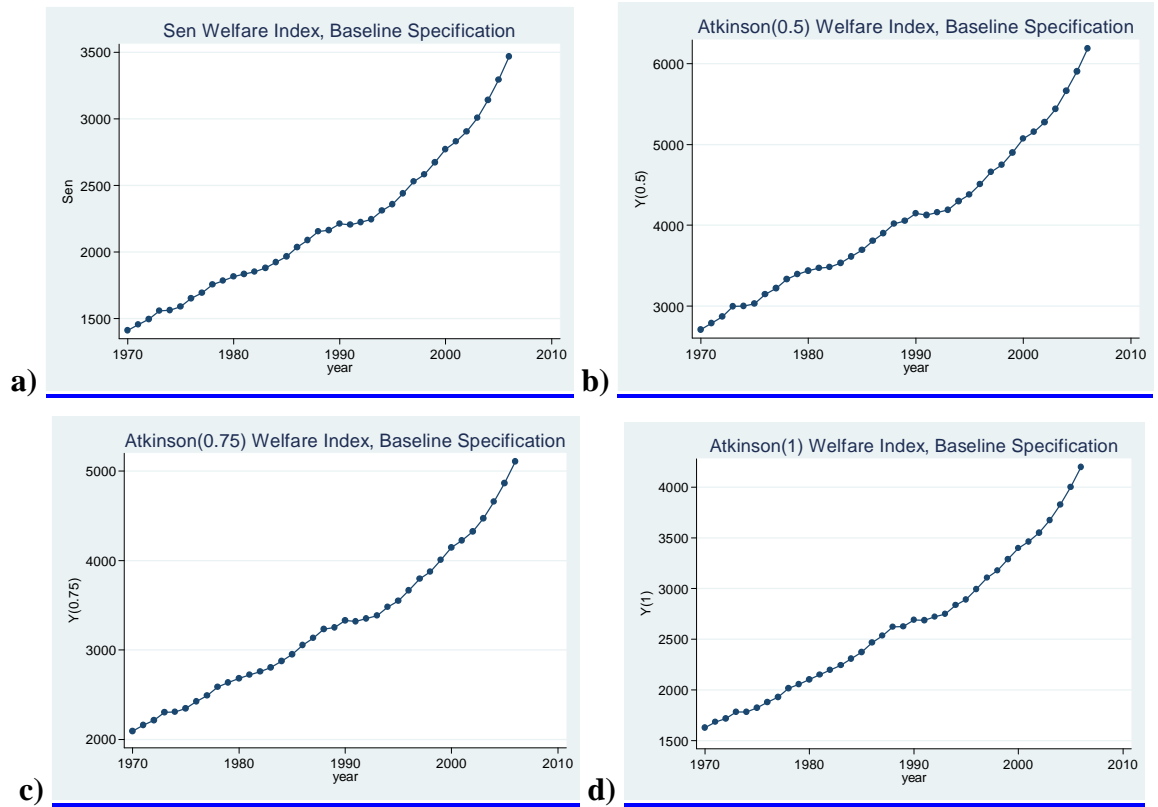 Sen Welfare Index, Baseline Specification
3500
3000
2500
2000
1500
Sen
1970 1980 1990 2000 2010
year
a)
Atkinson(0.5) Welfare Index, Baseline Specification
6000
5000
4000
3000
Y(0.5)
1970 1980 1990 2000 2010
year
b)
Atkinson(0.75) Welfare Index, Baseline Specification
5000
4000
3000
2000
Y(0.75)
1970 1980 1990 2000 2010
year
c)
Atkinson(1) Welfare Index, Baseline Specification
4000
3500
3000
2500
2000
1500
Y(1)
1970 1980 1990 2000 2010
year
d)